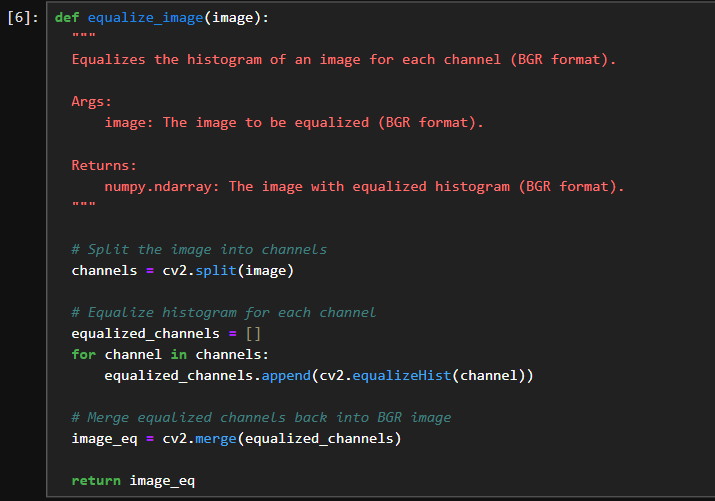 [6]: def equalize_image(image):
"""
Equalizes the histogram of an image for each channel (BGR format).
Args:
image: The image to be equalized (BGR format).
Returns:
numpy.ndarray: The image with equalized histogram (BGR format).
"""
# Split the image into channels
channels = cv2.split(image)
# Equalize histogram for each channel
equalized_channels = []
for channel in channels:
equalized_channels.append(cv2.equalizeHist(channel))
# Merge equalized channels back into BGR image
image_eq = cv2.merge(equalized_channels)
return image_eq